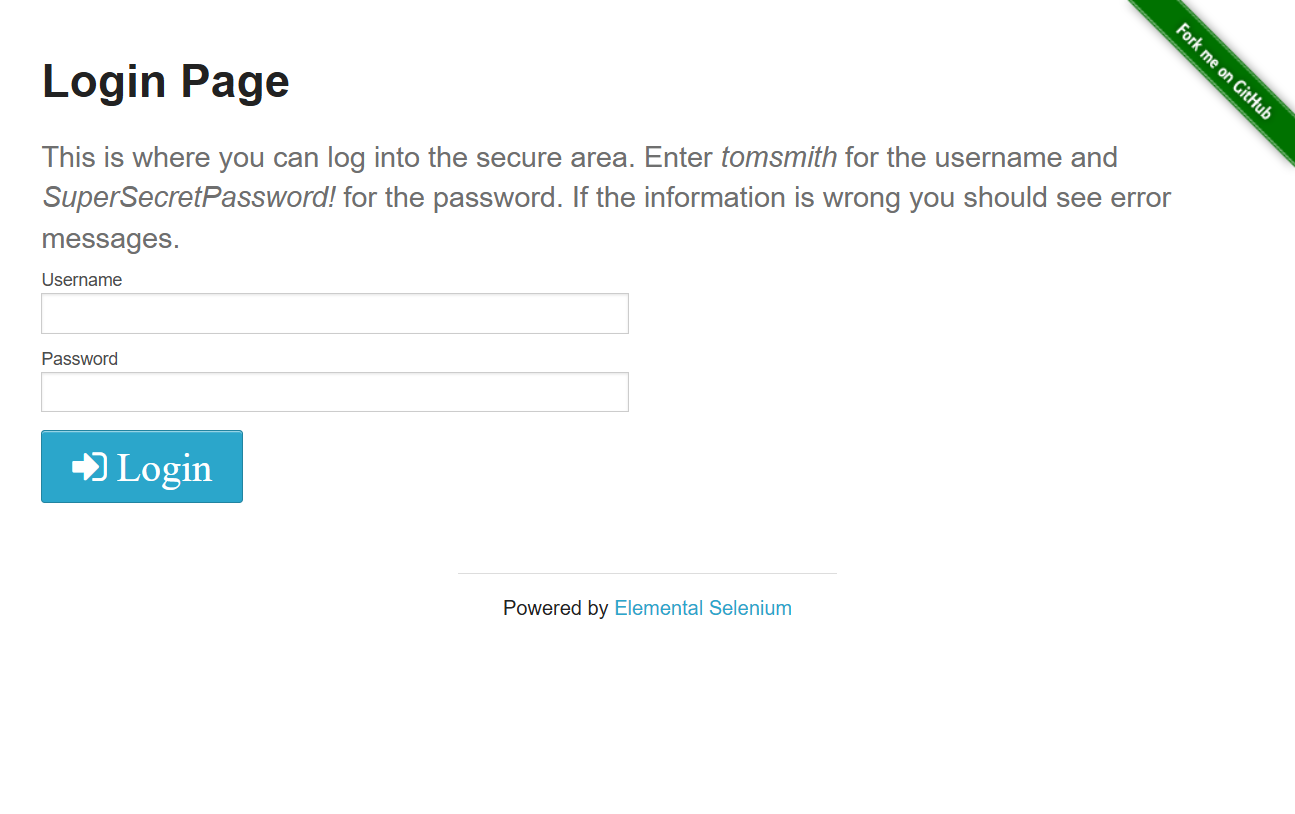 Fork me on GitHub
Login Page
This is where you can log into the secure area. Enter tomsmith for the username and
SuperSecretPassword! for the password. If the information is wrong you should see error
messages.
Username
Password
Login
Powered by Elemental Selenium